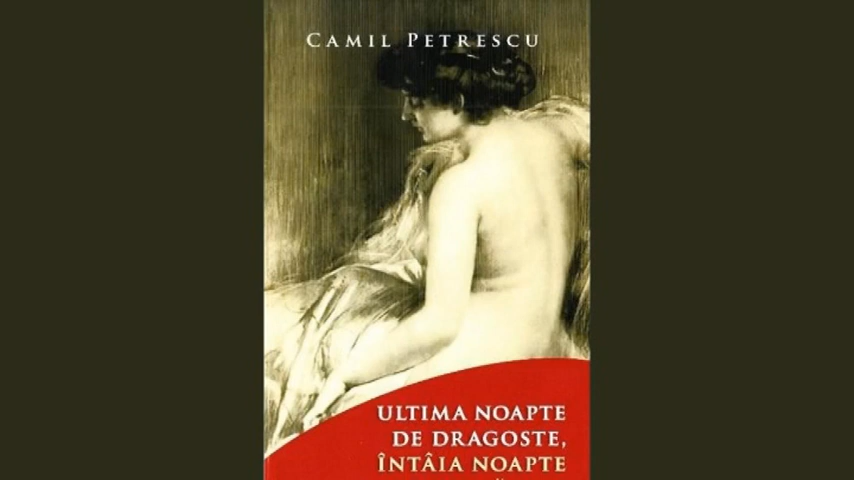 CAMIL PETRESCU
ULTIMA NOAPTE
DE DRAGOSTE,
ÎNTÂIA NOAPTE